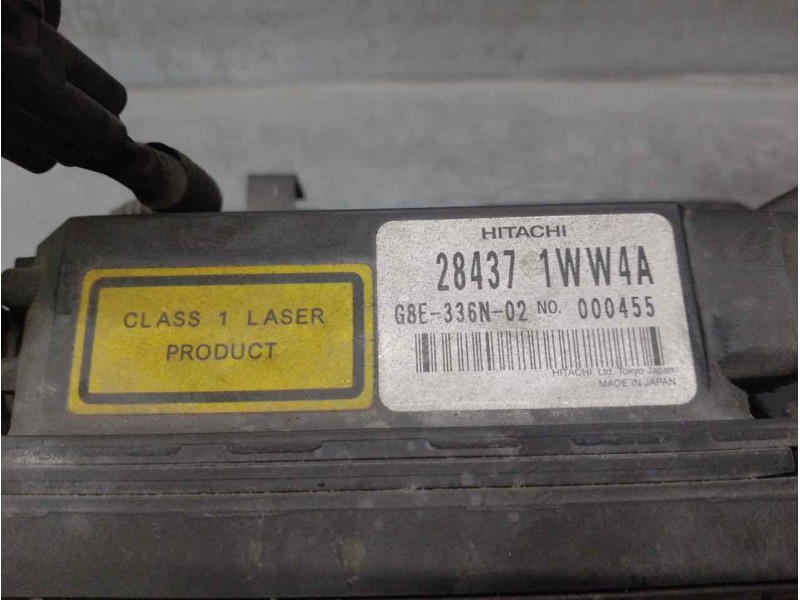 CLASS 1 LASER
PRODUCT
HITACHI
28437 1WW4A
G8E-336N-02 NO. 000455
HITACHI. Ltd. Tokyo Japan
MADE IN JAPAN